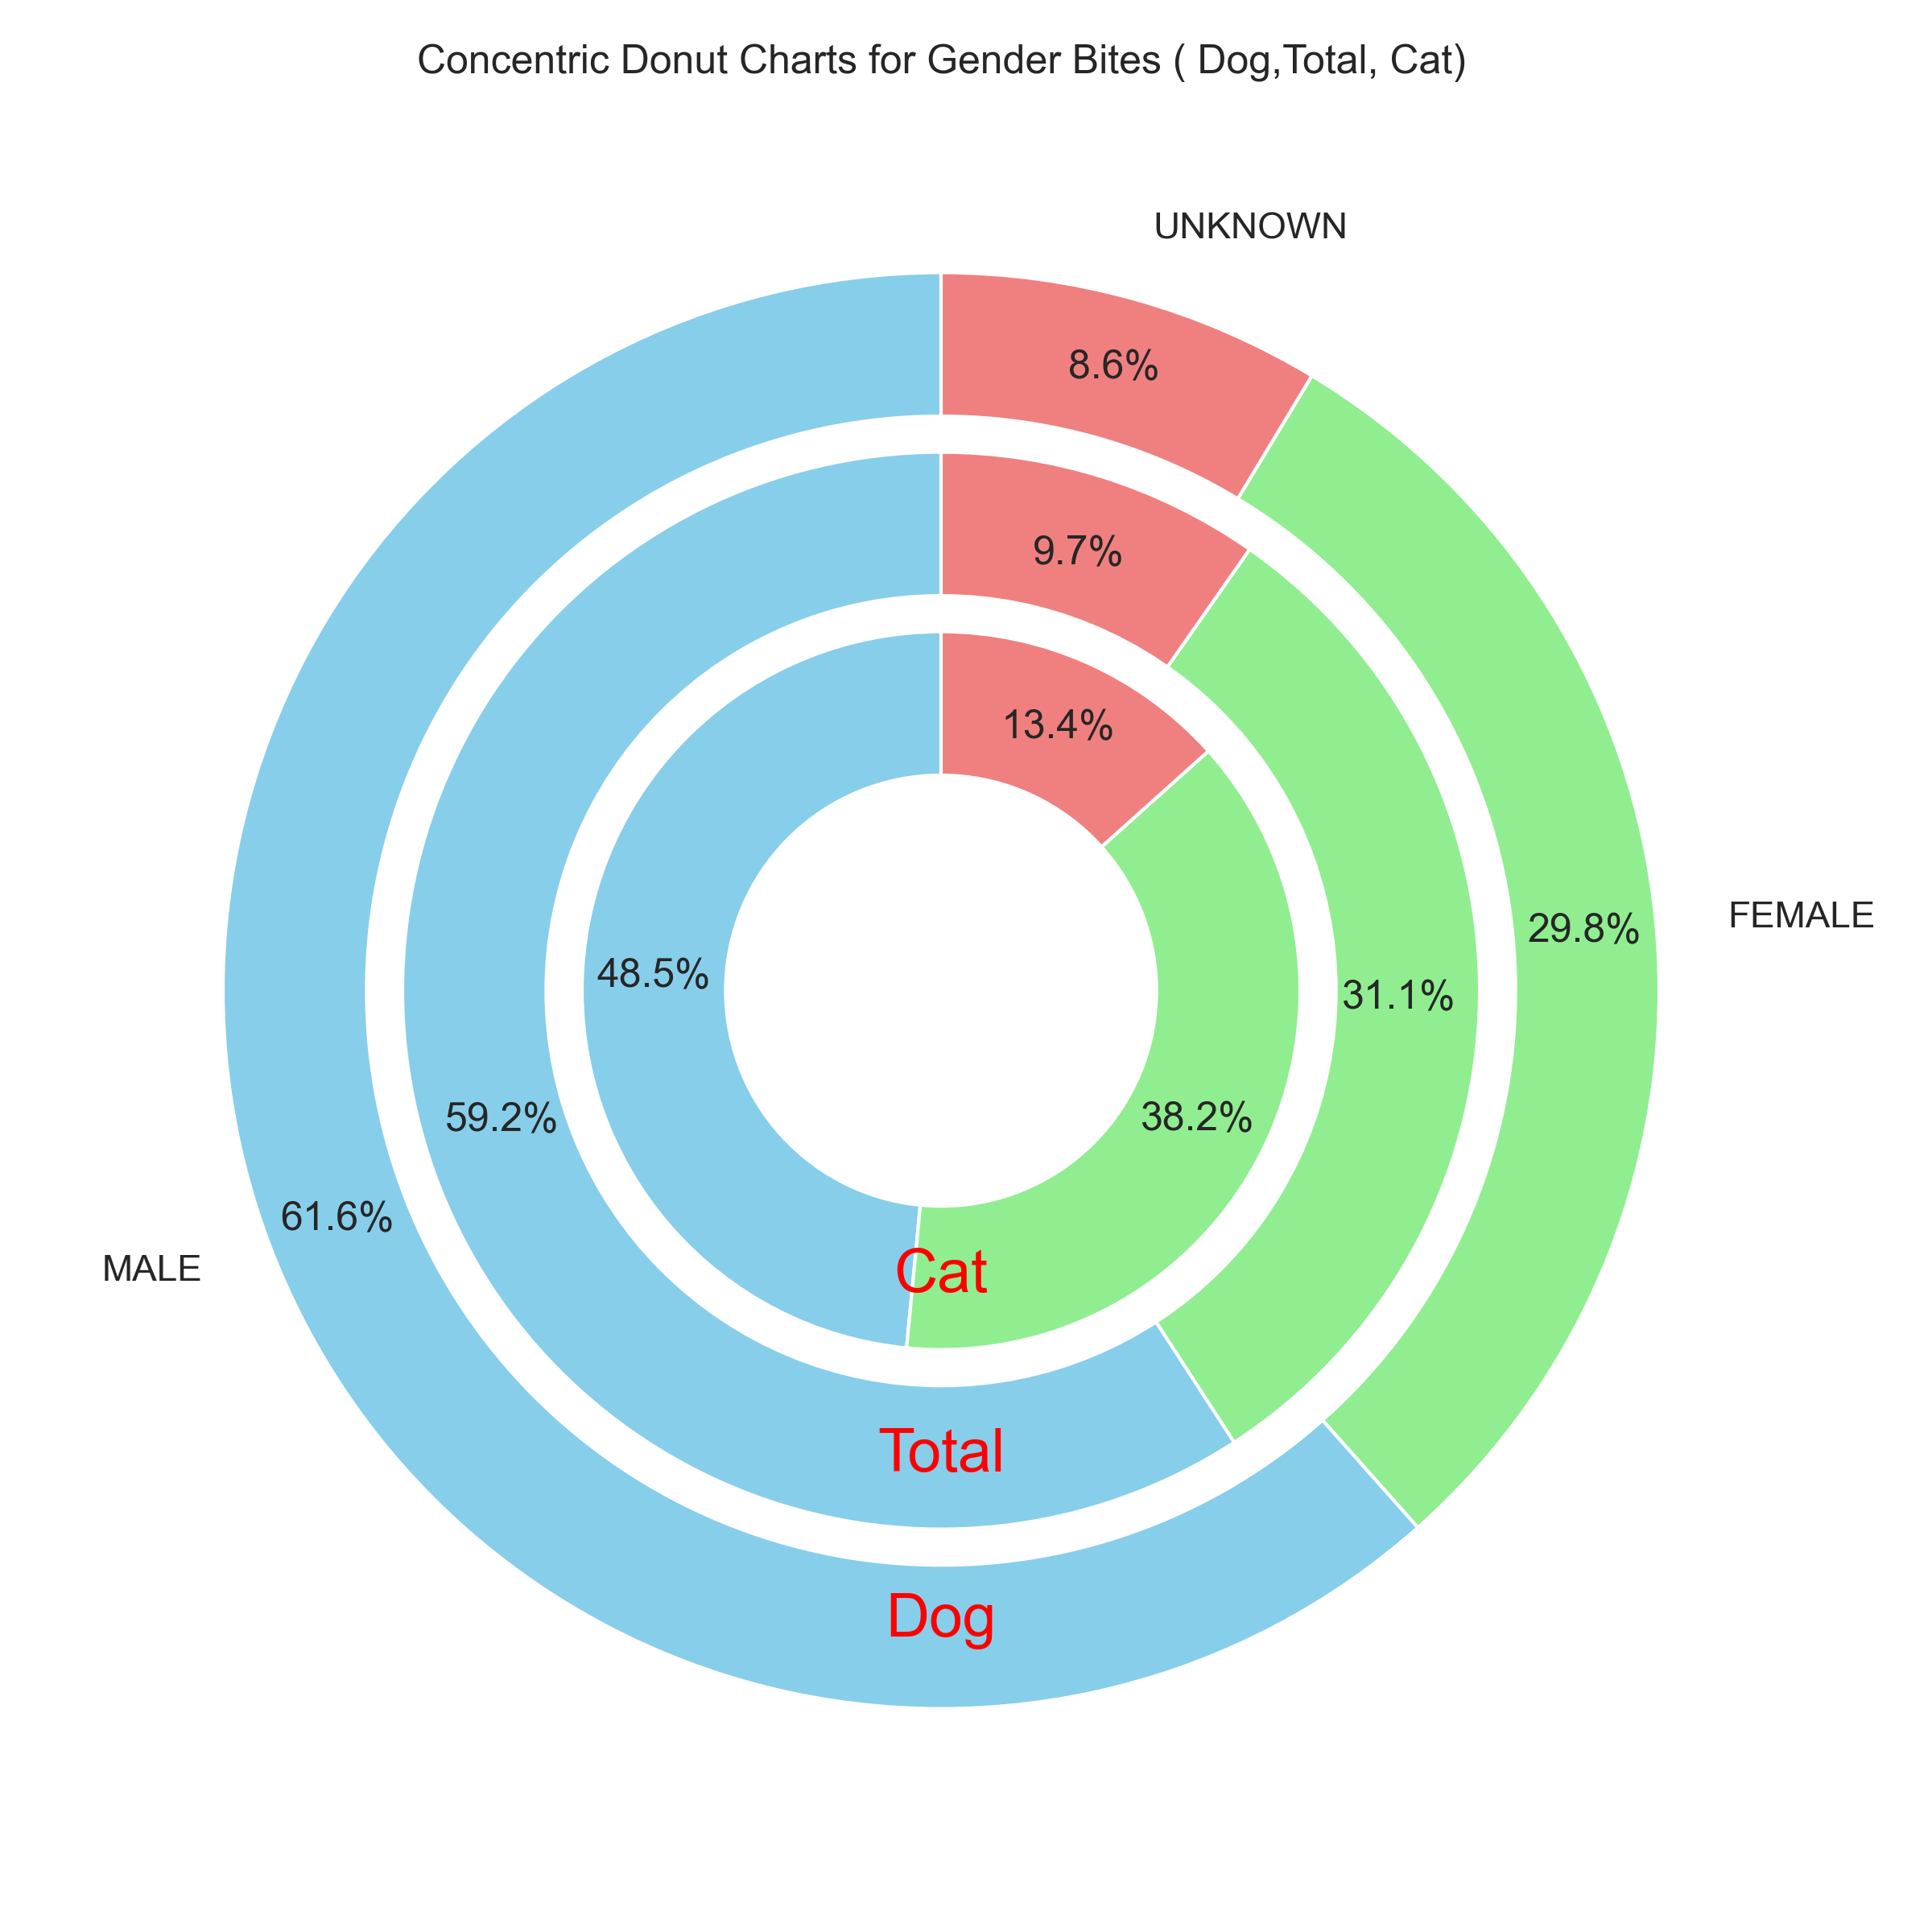 Concentric Donut Charts for Gender Bites ( Dog,Total, Cat)
UNKNOWN
8.6%
9.7%
13.4%
FEMALE
29.8%
48.5%
31.1%
59.2%
38.2%
61.6%
MALE
Cat
Total
Dog